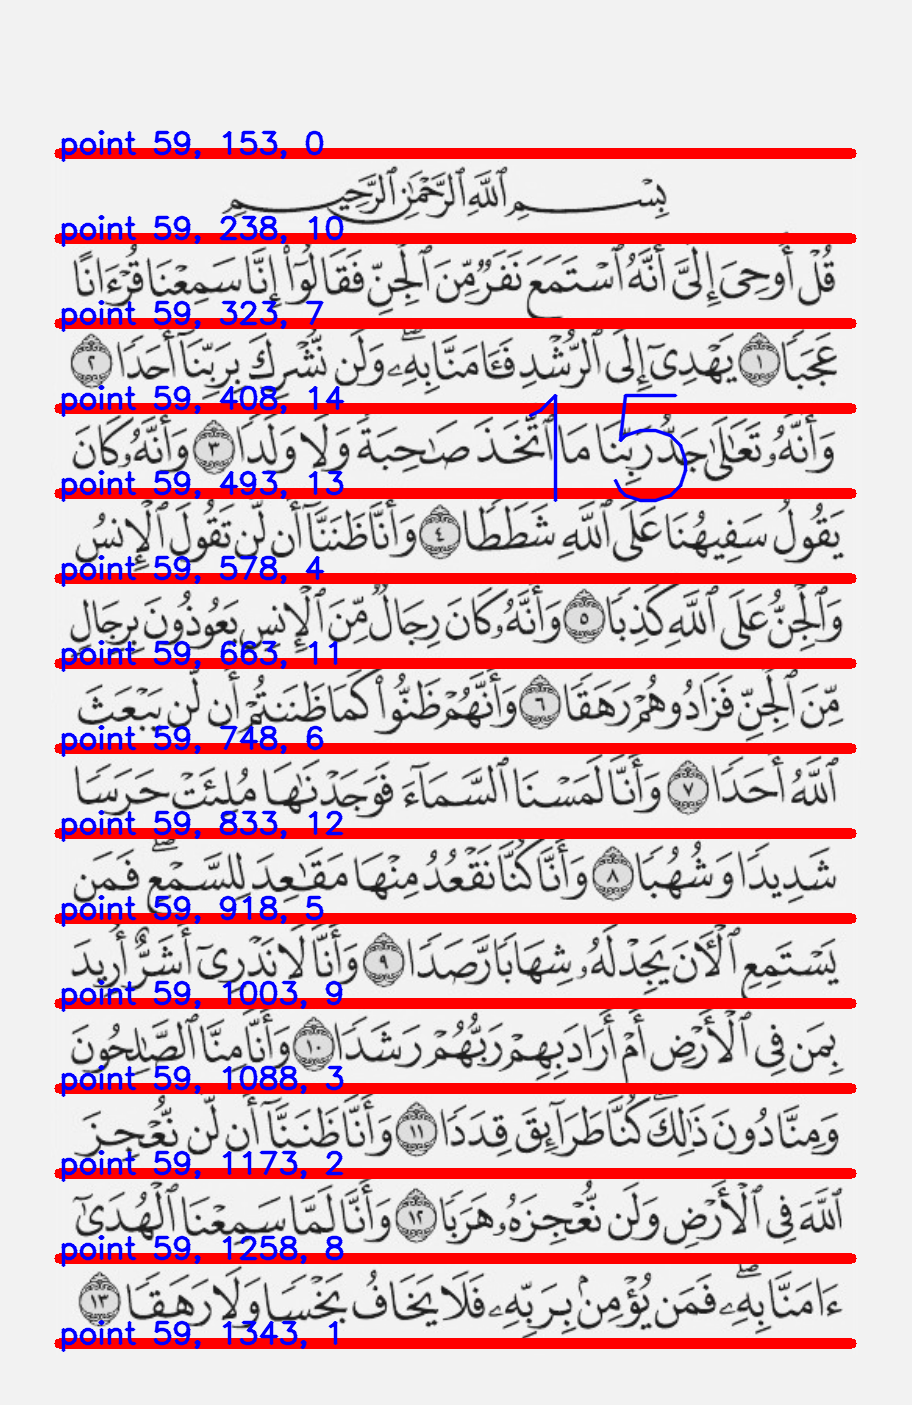 point 59, 153, 0
بِسْمِ ٱللَّهِ ٱلرَّحْمَٰنِ ٱلرَّحِيمِ
point 59, 238, 10
قُلْ أُوحِىَ إِلَىَّ أَنَّهُ ٱسْتَمَعَ نَفَرٌ مِّنَ ٱلْجِنِّ فَقَالُوٓا۟ إِنَّا سَمِعْنَا قُرْءَانًا
point 59, 323, 7
عَجَبًا ١ يَهْدِىٓ إِلَى ٱلرُّشْدِ فَـَٔامَنَّا بِهِۦ ۖ وَلَن نُّشْرِكَ بِرَبِّنَآ أَحَدًا ٢
point 59, 408, 14
15
وَأَنَّهُۥ تَعَٰلَىٰ جَدُّ رَبِّنَا مَا ٱتَّخَذَ صَٰحِبَةً وَلَا وَلَدًا ٣ وَأَنَّهُۥ كَانَ
point 59, 493, 13
يَقُولُ سَفِيهُنَا عَلَى ٱللَّهِ شَطَطًا ٤ وَأَنَّا ظَنَنَّآ أَن لَّن تَقُولَ ٱلْإِنسُ
point 59, 578, 4
وَٱلْجِنُّ عَلَى ٱللَّهِ كَذِبًا ٥ وَأَنَّهُۥ كَانَ رِجَالٌ مِّنَ ٱلْإِنسِ يَعُوذُونَ بِرِجَالٍ
point 59, 663, 11
مِّنَ ٱلْجِنِّ فَزَادُوهُمْ رَهَقًا ٦ وَأَنَّهُمْ ظَنُّوا۟ كَمَا ظَنَنتُمْ أَن لَّن يَبْعَثَ
point 59, 748, 6
ٱللَّهُ أَحَدًا ٧ وَأَنَّا لَمَسْنَا ٱلسَّمَآءَ فَوَجَدْنَٰهَا مُلِئَتْ حَرَسًا
point 59, 833, 12
شَدِيدًا وَشُهُبًا ٨ وَأَنَّا كُنَّا نَقْعُدُ مِنْهَا مَقَٰعِدَ لِلسَّمْعِ ۖ فَمَن
point 59, 918, 5
يَسْتَمِعِ ٱلْـَٔانَ يَجِدْ لَهُۥ شِهَابًا رَّصَدًا ٩ وَأَنَّا لَا نَدْرِىٓ أَشَرٌّ أُرِيدَ
point 59, 1003, 9
بِمَن فِى ٱلْأَرْضِ أَمْ أَرَادَ بِهِمْ رَبُّهُمْ رَشَدًا ١٠ وَأَنَّا مِنَّا ٱلصَّٰلِحُونَ
point 59, 1088, 3
وَمِنَّا دُونَ ذَٰلِكَ ۖ كُنَّا طَرَآئِقَ قِدَدًا ١١ وَأَنَّا ظَنَنَّآ أَن لَّن نُّعْجِزَ
point 59, 1173, 2
ٱللَّهَ فِى ٱلْأَرْضِ وَلَن نُّعْجِزَهُۥ هَرَبًا ١٢ وَأَنَّا لَمَّا سَمِعْنَا ٱلْهُدَىٰٓ
point 59, 1258, 8
ءَامَنَّا بِهِۦ ۖ فَمَن يُؤْمِنۢ بِرَبِّهِۦ فَلَا يَخَافُ بَخْسًا وَلَا رَهَقًا ١٣
point 59, 1343, 1